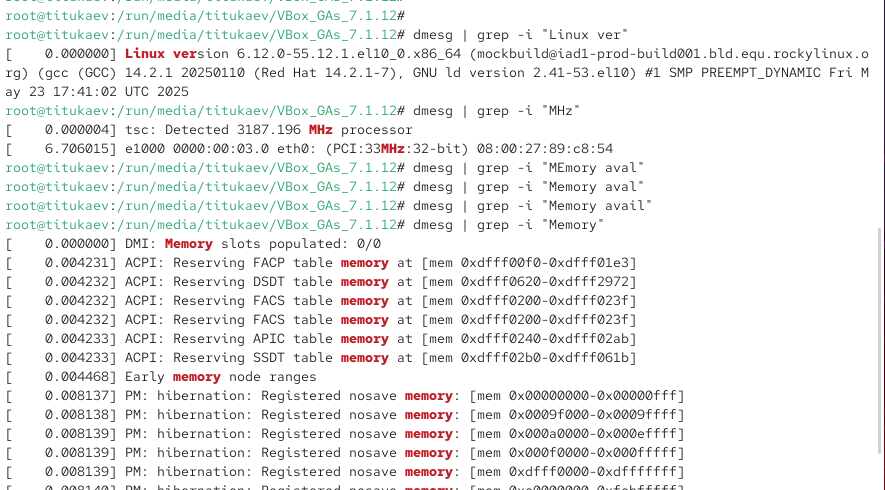 root@titukaev:/run/media/titukaev/VBox_GAs_7.1.12#
root@titukaev:/run/media/titukaev/VBox_GAs_7.1.12# dmesg | grep -i "Linux ver"
[    0.000000] Linux version 6.12.0-55.12.1.el10_0.x86_64 (mockbuild@iad1-prod-build001.bld.equ.rockylinux.o
rg) (gcc (GCC) 14.2.1 20250110 (Red Hat 14.2.1-7), GNU ld version 2.41-53.el10) #1 SMP PREEMPT_DYNAMIC Fri M
ay 23 17:41:02 UTC 2025
root@titukaev:/run/media/titukaev/VBox_GAs_7.1.12# dmesg | grep -i "MHz"
[    0.000004] tsc: Detected 3187.196 MHz processor
[    6.706015] e1000 0000:00:03.0 eth0: (PCI:33MHz:32-bit) 08:00:27:89:c8:54
root@titukaev:/run/media/titukaev/VBox_GAs_7.1.12# dmesg | grep -i "MEmory aval"
root@titukaev:/run/media/titukaev/VBox_GAs_7.1.12# dmesg | grep -i "Memory aval"
root@titukaev:/run/media/titukaev/VBox_GAs_7.1.12# dmesg | grep -i "Memory avail"
root@titukaev:/run/media/titukaev/VBox_GAs_7.1.12# dmesg | grep -i "Memory"
[    0.000000] DMI: Memory slots populated: 0/0
[    0.004231] ACPI: Reserving FACP table memory at [mem 0xdfff00f0-0xdfff01e3]
[    0.004232] ACPI: Reserving DSDT table memory at [mem 0xdfff0620-0xdfff2972]
[    0.004232] ACPI: Reserving FACS table memory at [mem 0xdfff0200-0xdfff023f]
[    0.004232] ACPI: Reserving FACS table memory at [mem 0xdfff0200-0xdfff023f]
[    0.004233] ACPI: Reserving APIC table memory at [mem 0xdfff0240-0xdfff02ab]
[    0.004233] ACPI: Reserving SSDT table memory at [mem 0xdfff02b0-0xdfff061b]
[    0.004468] Early memory node ranges
[    0.008137] PM: hibernation: Registered nosave memory: [mem 0x00000000-0x00000fff]
[    0.008138] PM: hibernation: Registered nosave memory: [mem 0x0009f000-0x0009ffff]
[    0.008139] PM: hibernation: Registered nosave memory: [mem 0x000a0000-0x000effff]
[    0.008139] PM: hibernation: Registered nosave memory: [mem 0x000f0000-0x000fffff]
[    0.008139] PM: hibernation: Registered nosave memory: [mem 0xdfff0000-0xdfffffff]
[    0.008140] PM: hibernation: Registered nosave memory: [mem